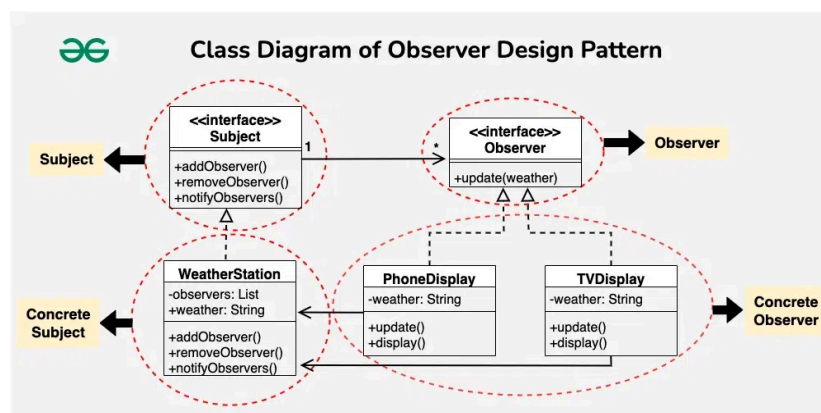 Class Diagram of Observer Design Pattern
<<interface>>
Subject
+addObserver()
+removeObserver()
+notifyObservers()
1
*
<<interface>>
Observer
+update(weather)
Subject
Observer
WeatherStation
-observers: List
+weather: String
+addObserver()
+removeObserver()
+notifyObservers()
PhoneDisplay
-weather: String
+update()
+display()
TVDisplay
-weather: String
+update()
+display()
Concrete
Subject
Concrete
Observer